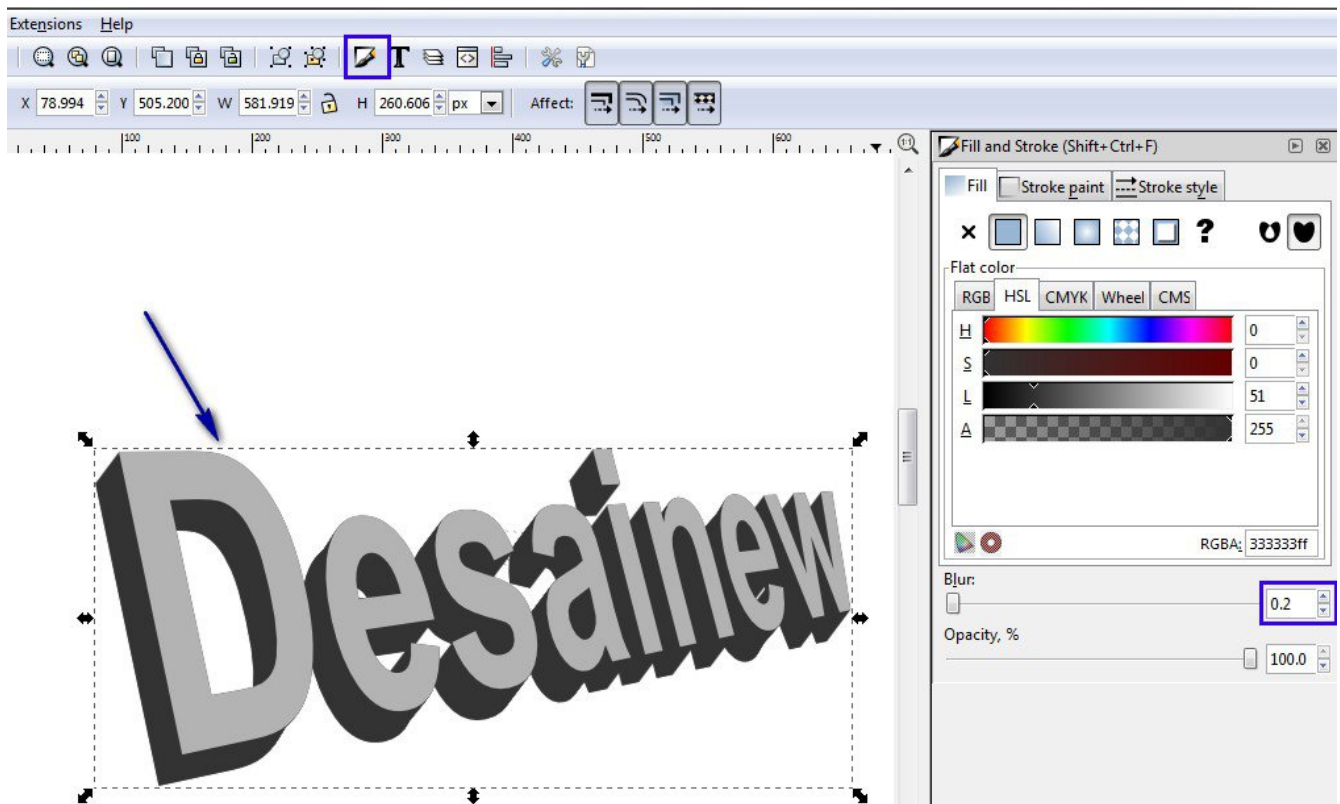 Extensions Help
X 78.994 Y 505.200 W 581.919 H 260.606 px Affect:
100 200 300 400 500 600
1:1
Fill and Stroke (Shift+Ctrl+F)
Fill Stroke paint Stroke style
Flat color
RGB HSL CMYK Wheel CMS
H 0
S 0
L 51
A 255
RGBA: 333333ff
Blur:
0.2
Opacity, %
100.0
Desainew